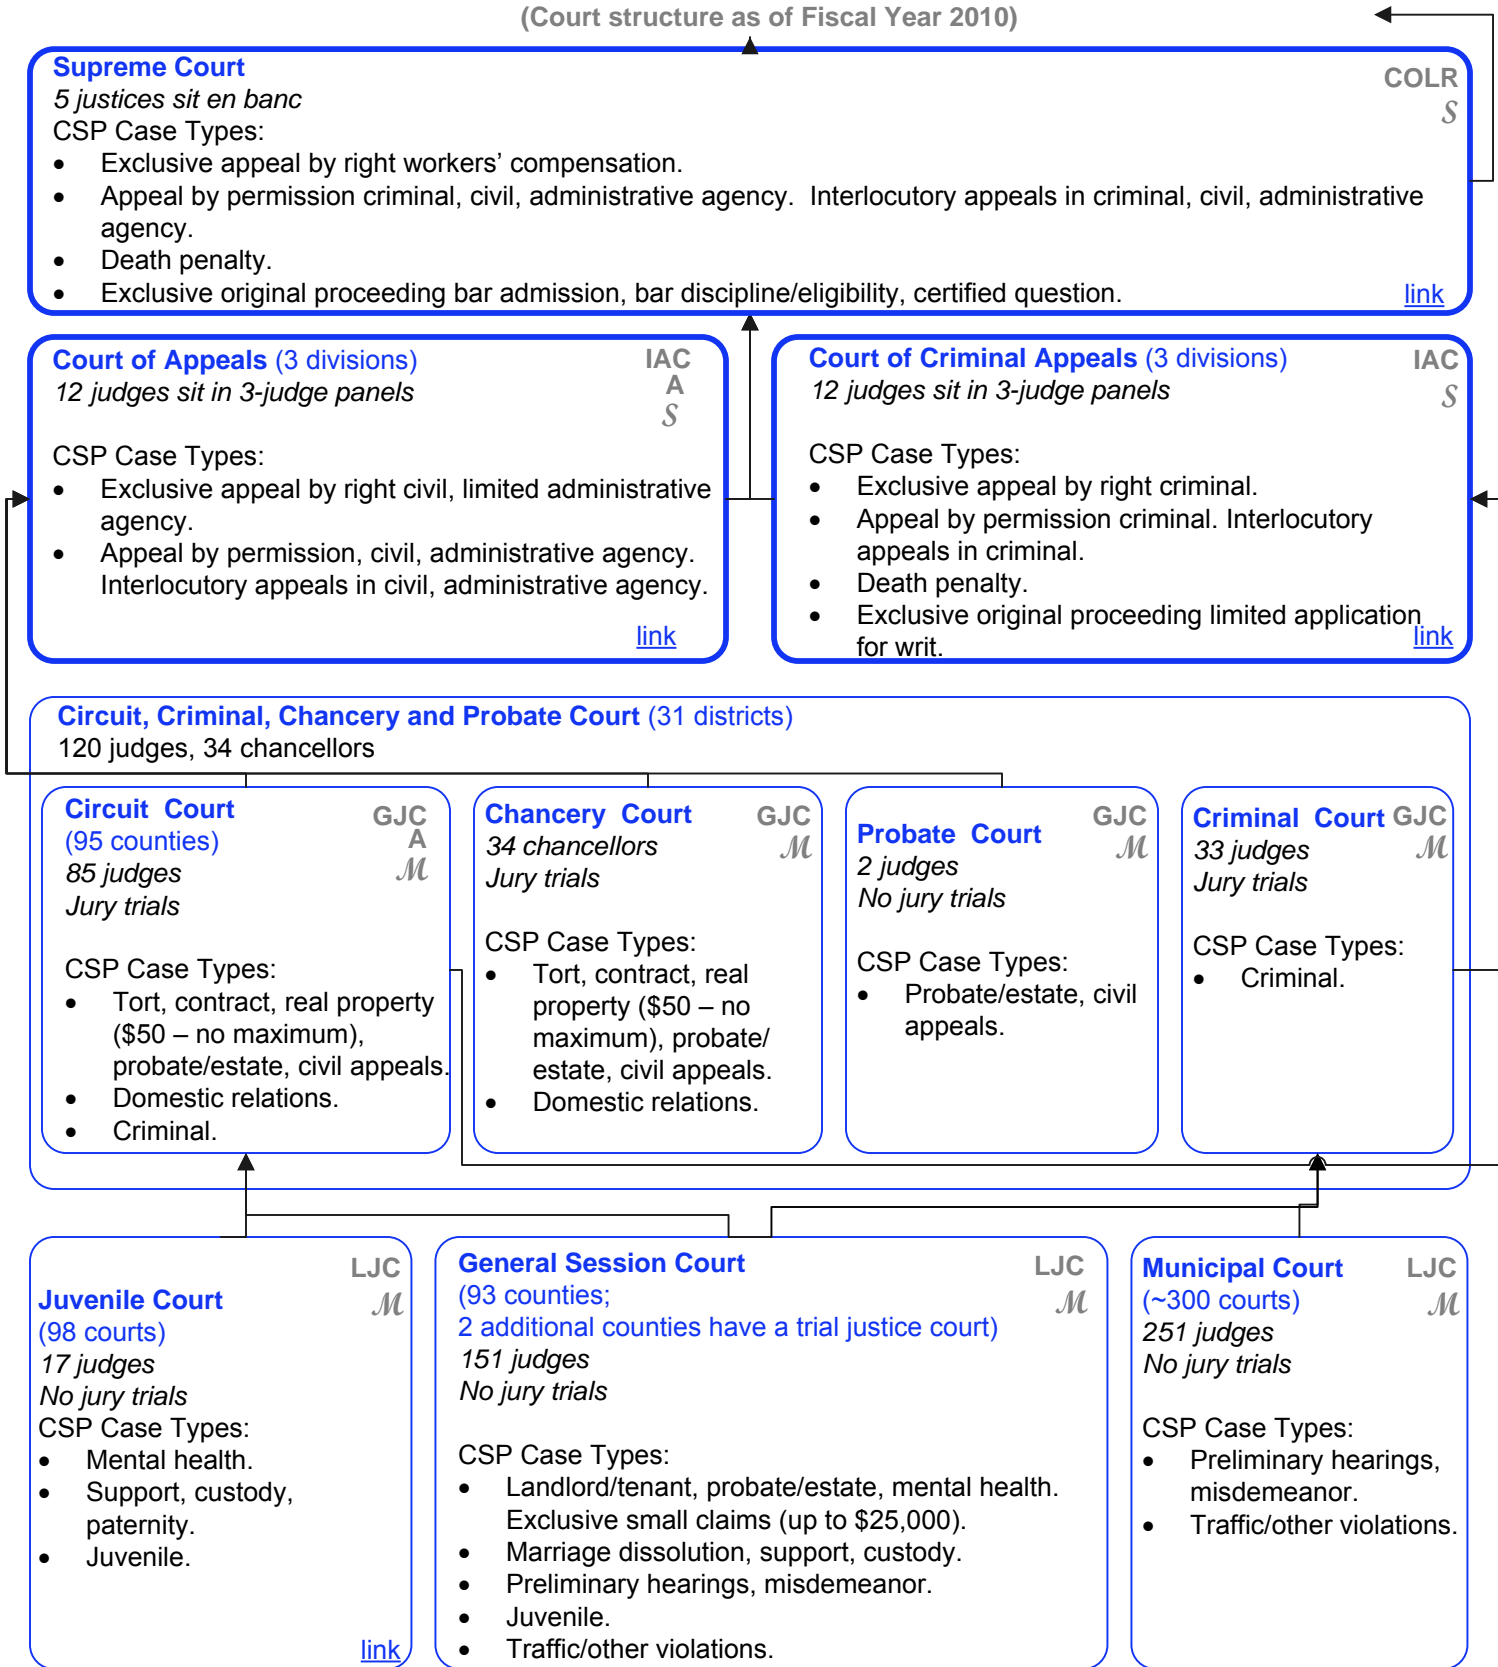 (Court structure as of Fiscal Year 2010)
Supreme Court
COLR
5 justices sit en banc
S
CSP Case Types:
• Exclusive appeal by right workers’ compensation.
• Appeal by permission criminal, civil, administrative agency. Interlocutory appeals in criminal, civil, administrative
agency.
• Death penalty.
• Exclusive original proceeding bar admission, bar discipline/eligibility, certified question.
link
Court of Appeals (3 divisions)
IAC
12 judges sit in 3-judge panels
A
S
CSP Case Types:
• Exclusive appeal by right civil, limited administrative
agency.
• Appeal by permission, civil, administrative agency.
Interlocutory appeals in civil, administrative agency.
link
Court of Criminal Appeals (3 divisions)
IAC
12 judges sit in 3-judge panels
S
CSP Case Types:
• Exclusive appeal by right criminal.
• Appeal by permission criminal. Interlocutory
appeals in criminal.
• Death penalty.
• Exclusive original proceeding limited application
for writ.
link
Circuit, Criminal, Chancery and Probate Court (31 districts)
120 judges, 34 chancellors
Circuit Court
GJC
(95 counties)
A
85 judges
M
Jury trials
CSP Case Types:
• Tort, contract, real property
($50 – no maximum),
probate/estate, civil appeals.
• Domestic relations.
• Criminal.
Chancery Court
GJC
34 chancellors
M
Jury trials
CSP Case Types:
• Tort, contract, real
property ($50 – no
maximum), probate/
estate, civil appeals.
• Domestic relations.
GJC
Probate Court
M
2 judges
No jury trials
CSP Case Types:
• Probate/estate, civil
appeals.
Criminal Court
GJC
33 judges
M
Jury trials
CSP Case Types:
• Criminal.
LJC
Juvenile Court
M
(98 courts)
17 judges
No jury trials
CSP Case Types:
• Mental health.
• Support, custody,
paternity.
• Juvenile.
link
General Session Court
LJC
(93 counties;
M
2 additional counties have a trial justice court)
151 judges
No jury trials
CSP Case Types:
• Landlord/tenant, probate/estate, mental health.
Exclusive small claims (up to $25,000).
• Marriage dissolution, support, custody.
• Preliminary hearings, misdemeanor.
• Juvenile.
• Traffic/other violations.
Municipal Court
LJC
(~300 courts)
M
251 judges
No jury trials
CSP Case Types:
• Preliminary hearings,
misdemeanor.
• Traffic/other violations.